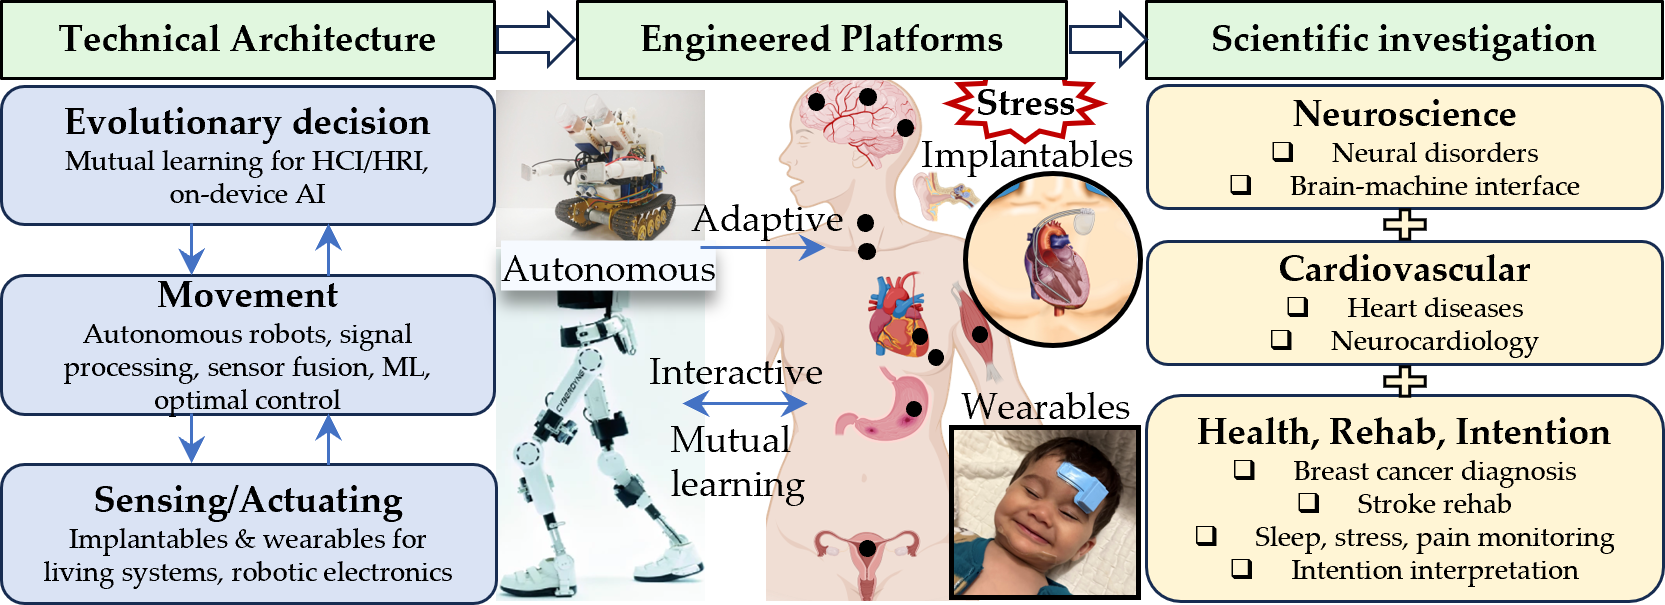 Technical Architecture
Engineered Platforms
Scientific investigation
Evolutionary decision
Mutual learning for HCI/HRI,
on-device AI
Movement
Autonomous robots, signal
processing, sensor fusion, ML,
optimal control
Sensing/Actuating
Implantables & wearables for
living systems, robotic electronics
Autonomous
Adaptive
Interactive
Mutual
learning
CYBERDYNE
Stress
Implantables
Wearables
Neuroscience
❑ Neural disorders
❑ Brain-machine interface
Cardiovascular
❑ Heart diseases
❑ Neurocardiology
Health, Rehab, Intention
❑ Breast cancer diagnosis
❑ Stroke rehab
❑ Sleep, stress, pain monitoring
❑ Intention interpretation